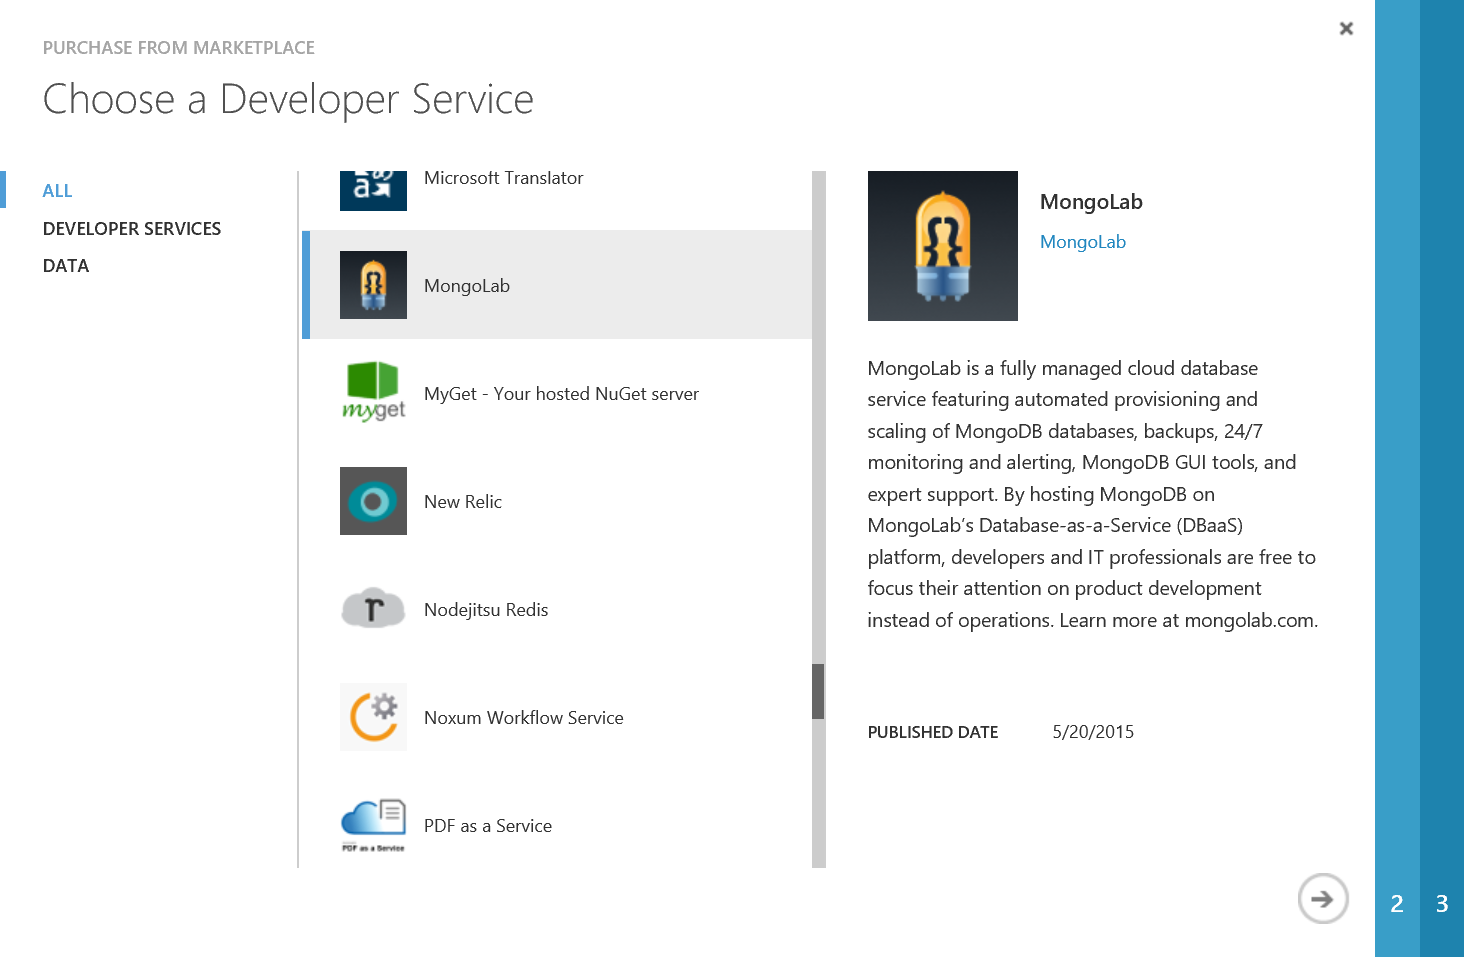 PURCHASE FROM MARKETPLACE
Choose a Developer Service
ALL
DEVELOPER SERVICES
DATA
Microsoft Translator
MongoLab
myget
MyGet - Your hosted NuGet server
New Relic
r
Nodejitsu Redis
Noxum Workflow Service
PDF as a Service
PDF as a Service
MongoLab
MongoLab
MongoLab is a fully managed cloud database
service featuring automated provisioning and
scaling of MongoDB databases, backups, 24/7
monitoring and alerting, MongoDB GUI tools, and
expert support. By hosting MongoDB on
MongoLab’s Database-as-a-Service (DBaaS)
platform, developers and IT professionals are free to
focus their attention on product development
instead of operations. Learn more at mongolab.com.
PUBLISHED DATE 5/20/2015
2 3